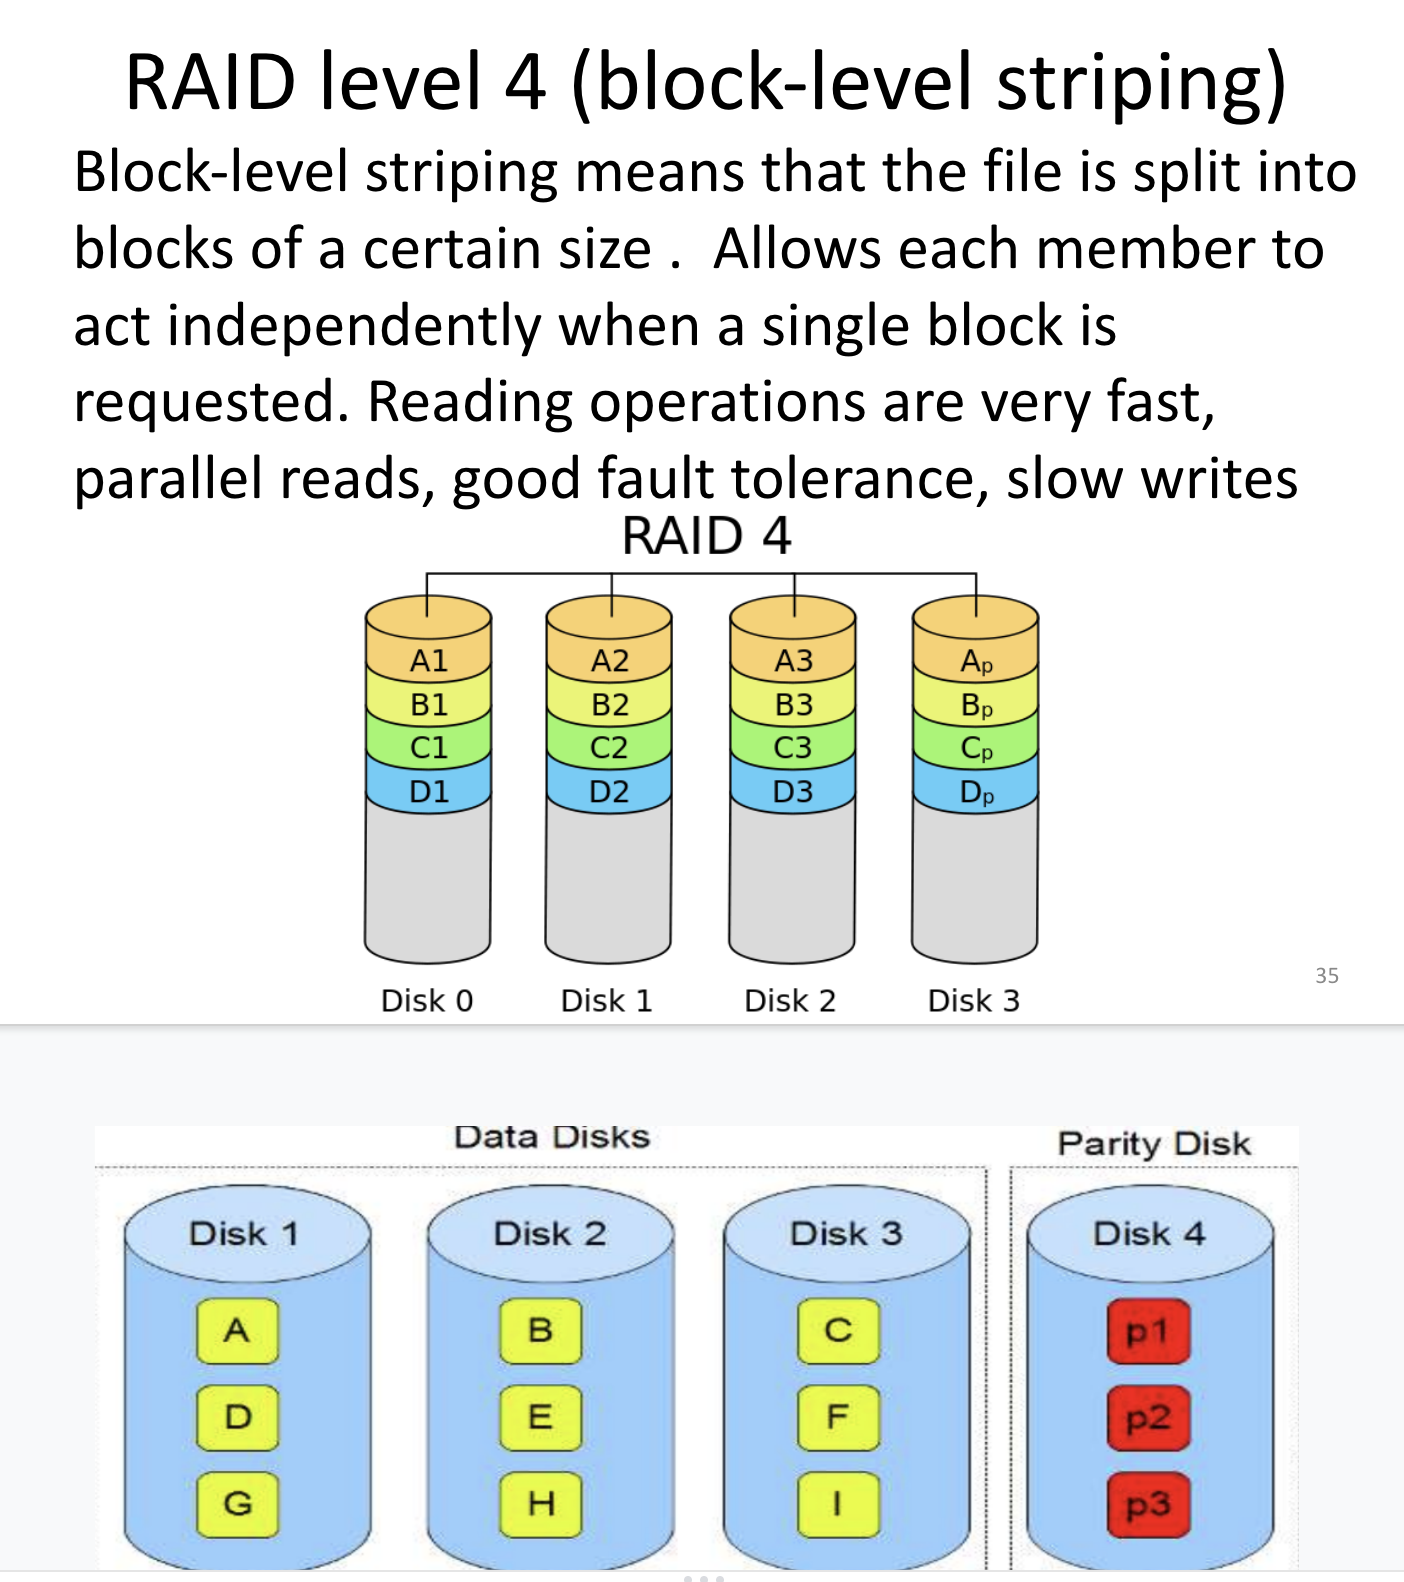 RAID level 4 (block-level striping)
Block-level striping means that the file is split into
blocks of a certain size .  Allows each member to
act independently when a single block is
requested. Reading operations are very fast,
parallel reads, good fault tolerance, slow writes
RAID 4
A1 A2 A3 Ap
B1 B2 B3 Bp
C1 C2 C3 Cp
D1 D2 D3 Dp
Disk 0 Disk 1 Disk 2 Disk 3
35
Data Disks Parity Disk
Disk 1 Disk 2 Disk 3 Disk 4
A B C p1
D E F p2
G H I p3